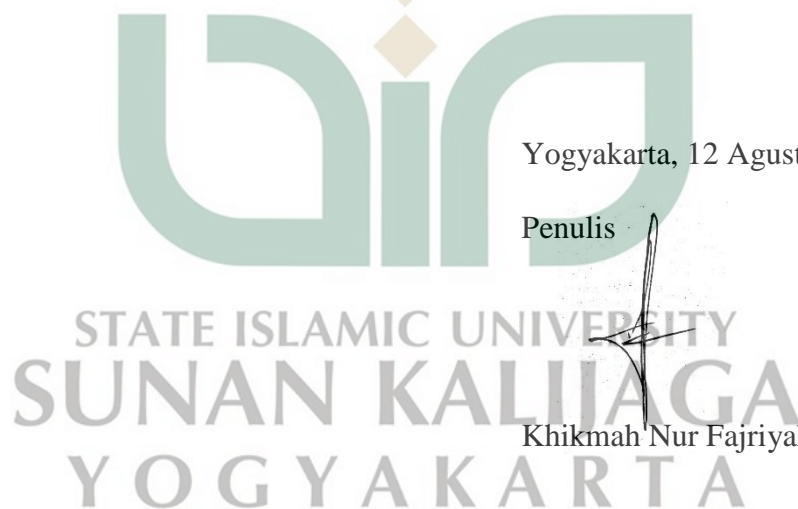 Yogyakarta, 12 Agust
Penulis
STATE ISLAMIC UNIVERSITY
SUNAN KALIJAGA
Khikmah Nur Fajriya
YOGYAKARTA